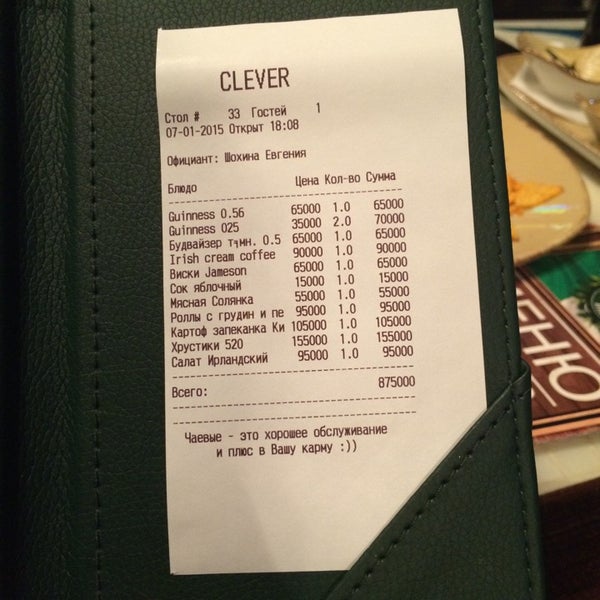 CLEVER
Стол # 33 Гостей 1
07-01-2015 Открыт 18:08
Официант: Шохина Евгения
Блюдо Цена Кол-во Сумма
Guinness 0.56 65000 1.0 65000
Guinness 025 35000 2.0 70000
Будвайзер тчмн. 0.5 65000 1.0 65000
Irish cream coffee 90000 1.0 90000
Виски Jameson 65000 1.0 65000
Сок яблочный 15000 1.0 15000
Мясная Солянка 55000 1.0 55000
Роллы с грудин и пе 95000 1.0 95000
Картоф запеканка Ки 105000 1.0 105000
Хрустики 520 155000 1.0 155000
Салат Ирландский 95000 1.0 95000
Всего: 875000
Чаевые - это хорошее обслуживание
и плюс в Вашу карму :))
ЕНЮ